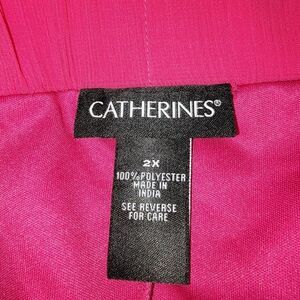 CATHERINES®
2X
100%POLYESTER
MADE IN
INDIA
SEE REVERSE
FOR CARE